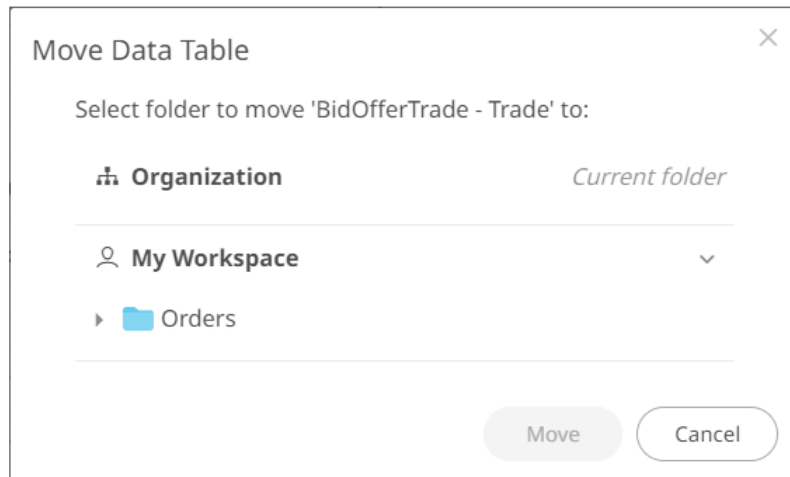 Move Data Table
Select folder to move 'BidOfferTrade - Trade' to:
Organization Current folder
My Workspace
Orders
Move Cancel